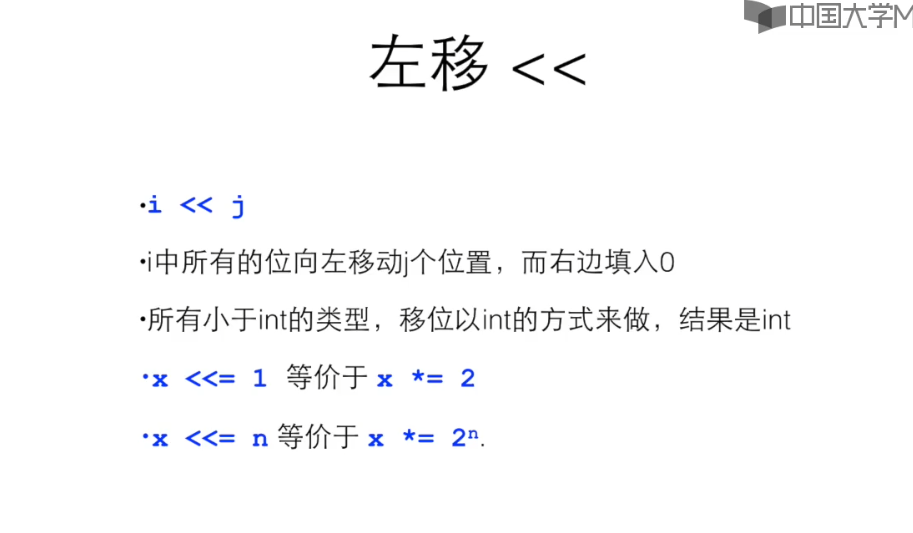 中国大学M
左移 <<
•i << j
•i中所有的位向左移动j个位置，而右边填入0
•所有小于int的类型，移位以int的方式来做，结果是int
•x <<= 1 等价于 x *= 2
•x <<= n 等价于 x *= 2ⁿ.